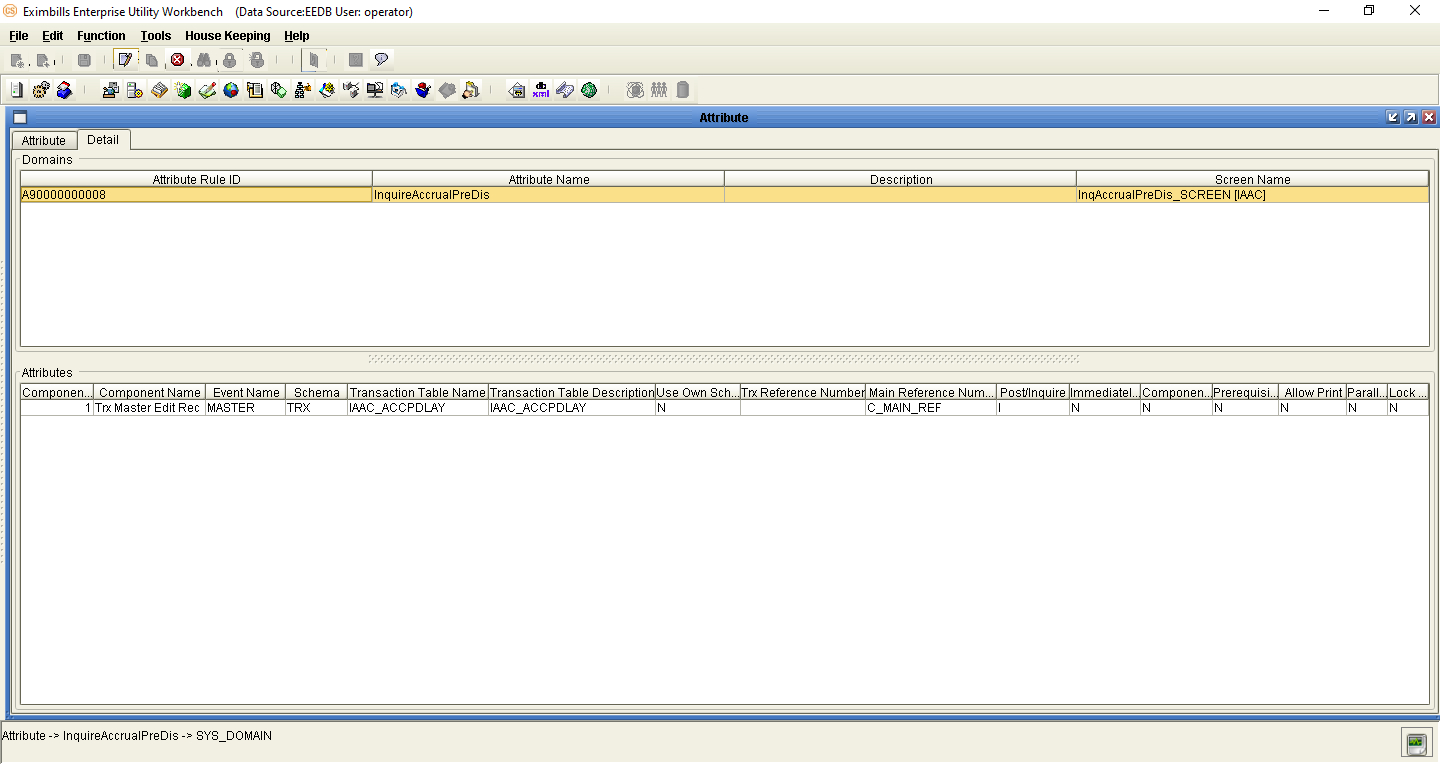 CS Eximbills Enterprise Utility Workbench (Data Source:EEDB User: operator)
File Edit Function Tools House Keeping Help
db
xml
Attribute
Attribute Detail
Domains
Attribute Rule ID Attribute Name Description Screen Name
A90000000008 InquireAccrualPreDis InqAccrualPreDis_SCREEN [IAAC]
Attributes
Componen... Component Name Event Name Schema Transaction Table Name Transaction Table Description Use Own Sch... Trx Reference Number Main Reference Num... Post/Inquire Immediatel... Componen... Prerequisi... Allow Print Parall... Lock ...
1 Trx Master Edit Rec MASTER TRX IAAC_ACCPDLAY IAAC_ACCPDLAY N C_MAIN_REF I N N N N N N
Attribute -> InquireAccrualPreDis -> SYS_DOMAIN